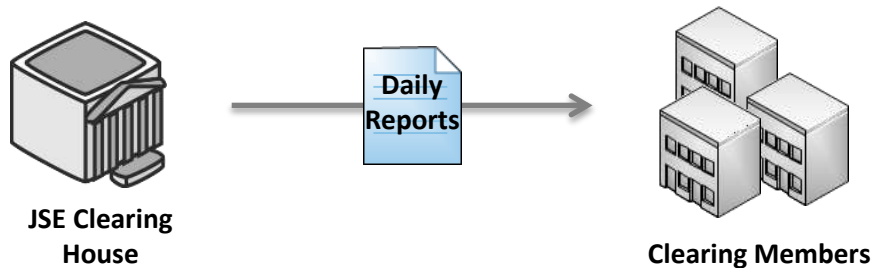 Daily
Reports
JSE Clearing
House
Clearing Members